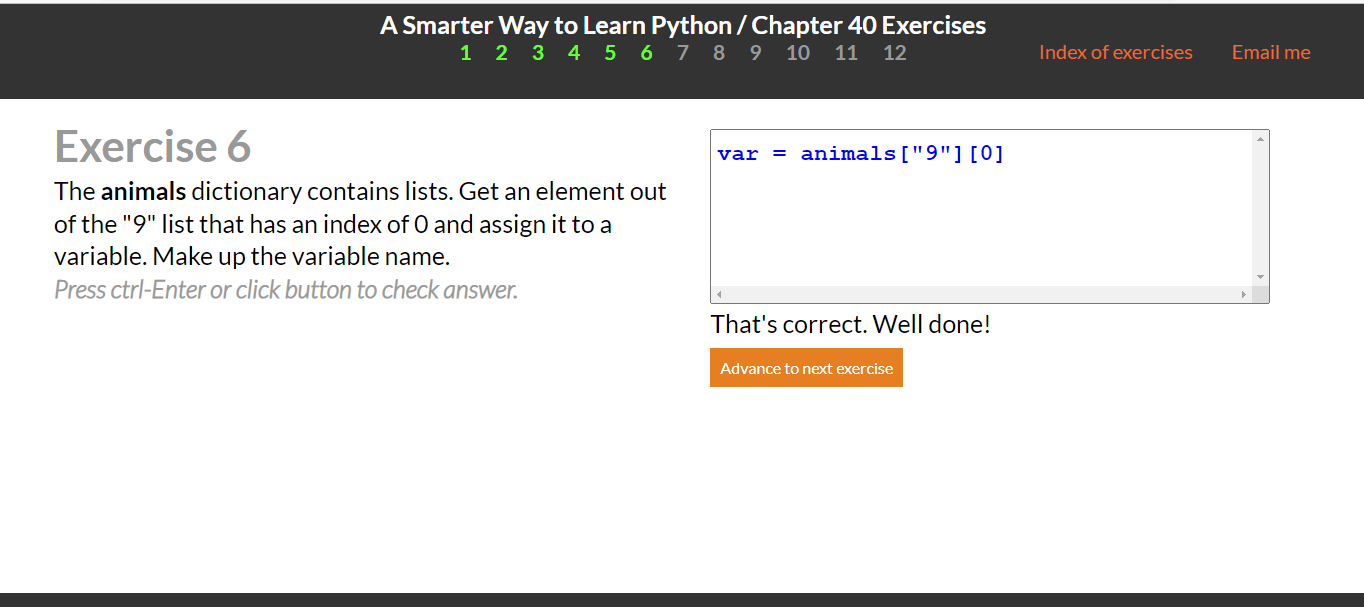 A Smarter Way to Learn Python / Chapter 40 Exercises
1 2 3 4 5 6 7 8 9 10 11 12
Index of exercises
Email me
Exercise 6
The animals dictionary contains lists. Get an element out
of the "9" list that has an index of 0 and assign it to a
variable. Make up the variable name.
Press ctrl-Enter or click button to check answer.
var = animals["9"][0]
That's correct. Well done!
Advance to next exercise